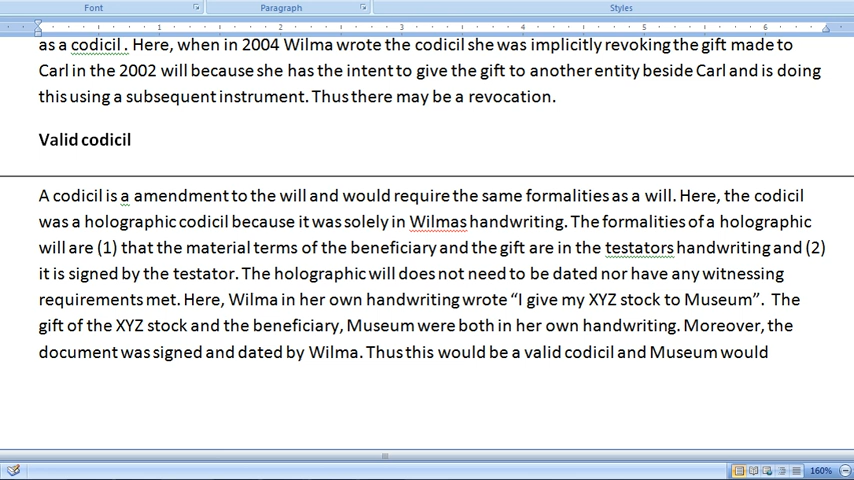 Font
Paragraph
Styles
1
2
3
4
5
6
as a codicil . Here, when in 2004 Wilma wrote the codicil she was implicitly revoking the gift made to
Carl in the 2002 will because she has the intent to give the gift to another entity beside Carl and is doing
this using a subsequent instrument. Thus there may be a revocation.
Valid codicil
A codicil is a amendment to the will and would require the same formalities as a will. Here, the codicil
was a holographic codicil because it was solely in Wilmas handwriting. The formalities of a holographic
will are (1) that the material terms of the beneficiary and the gift are in the testators handwriting and (2)
it is signed by the testator. The holographic will does not need to be dated nor have any witnessing
requirements met. Here, Wilma in her own handwriting wrote “I give my XYZ stock to Museum”.  The
gift of the XYZ stock and the beneficiary, Museum were both in her own handwriting. Moreover, the
document was signed and dated by Wilma. Thus this would be a valid codicil and Museum would
160%